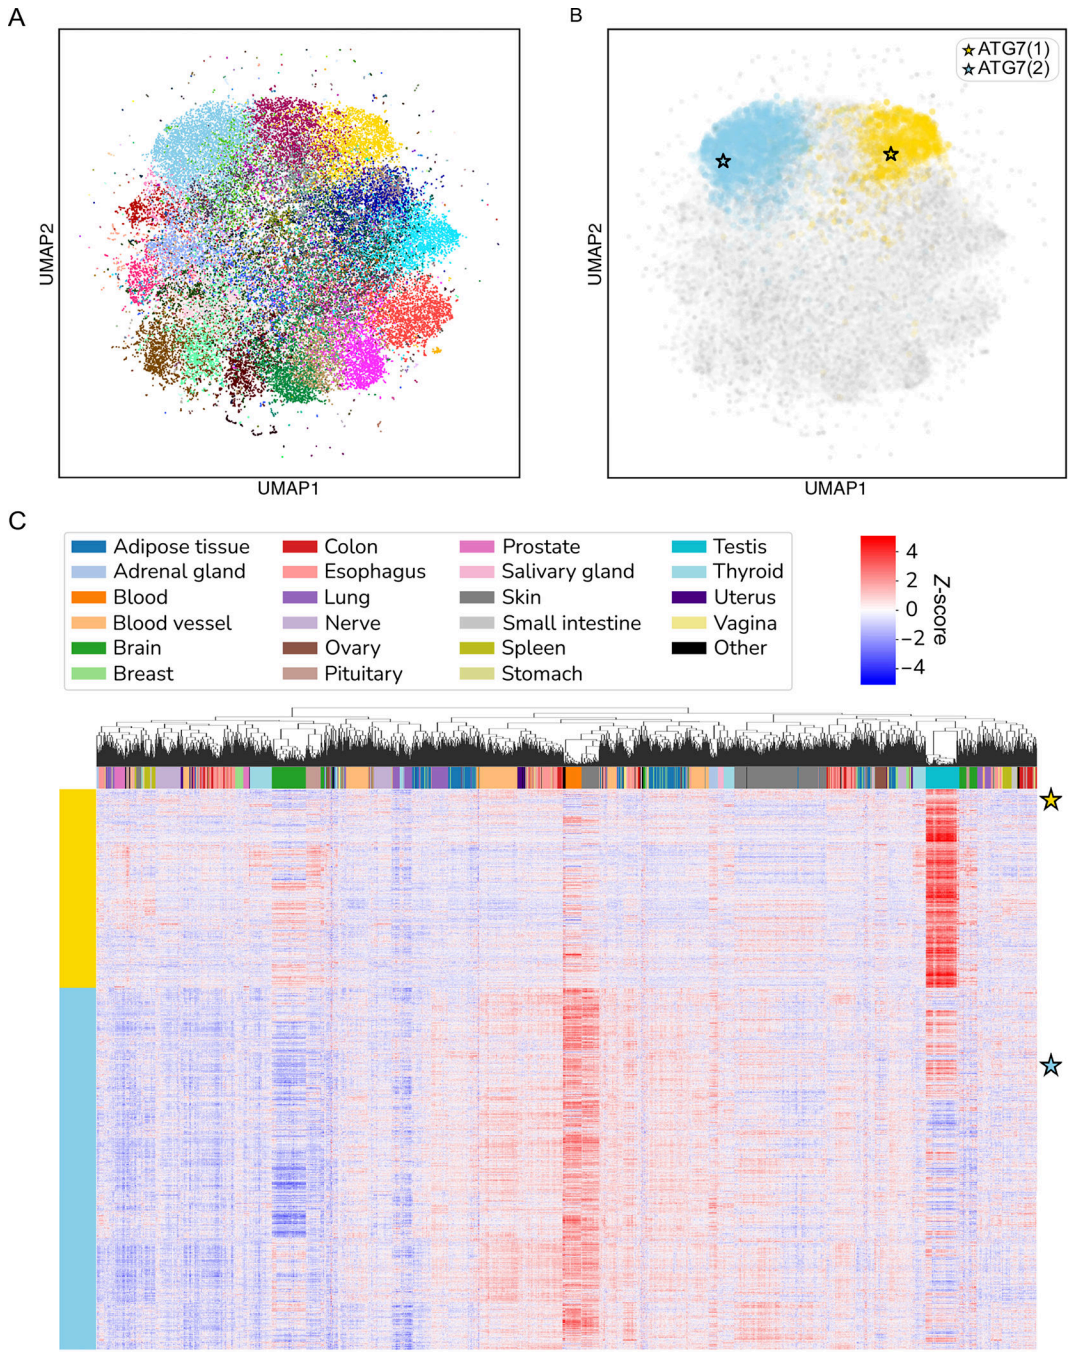 A
B
UMAP2
UMAP1
★ATG7(1)
★ATG7(2)
UMAP2
UMAP1
C
Adipose tissue Colon Prostate Testis
Adrenal gland Esophagus Salivary gland Thyroid
Blood Lung Skin Uterus
Blood vessel Nerve Small intestine Vagina
Brain Ovary Spleen Other
Breast Pituitary Stomach
4
2
0
−2
−4
Z-score